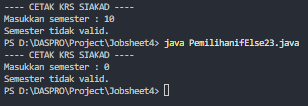 ---- CETAK KRS SIAKAD ----
Masukkan semester : 10
Semester tidak valid.
PS D:\DASPRO\Project\Jobsheet4> java PemilihanifElse23.java
---- CETAK KRS SIAKAD ----
Masukkan semester : 0
Semester tidak valid.
PS D:\DASPRO\Project\Jobsheet4>